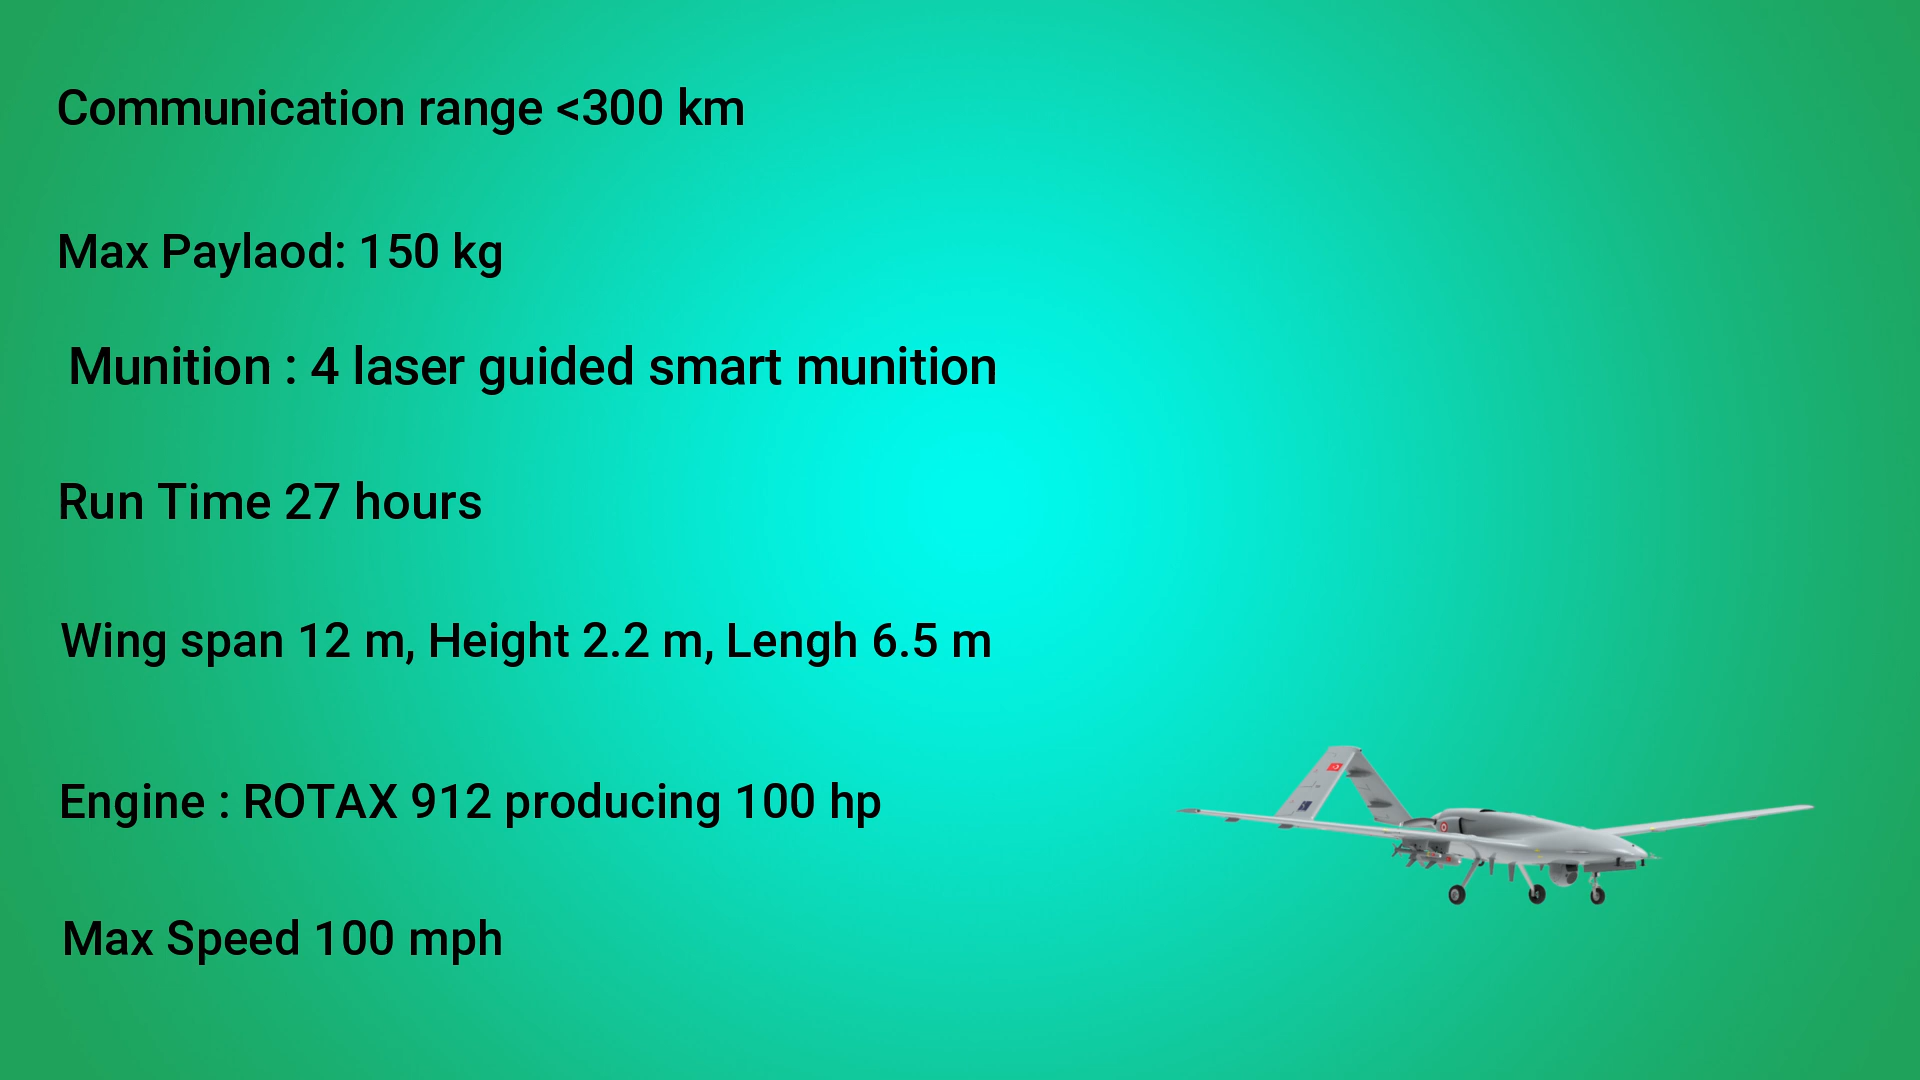 Communication range <300 km
Max Paylaod: 150 kg
Munition : 4 laser guided smart munition
Run Time 27 hours
Wing span 12 m, Height 2.2 m, Lengh 6.5 m
Engine : ROTAX 912 producing 100 hp
Max Speed 100 mph